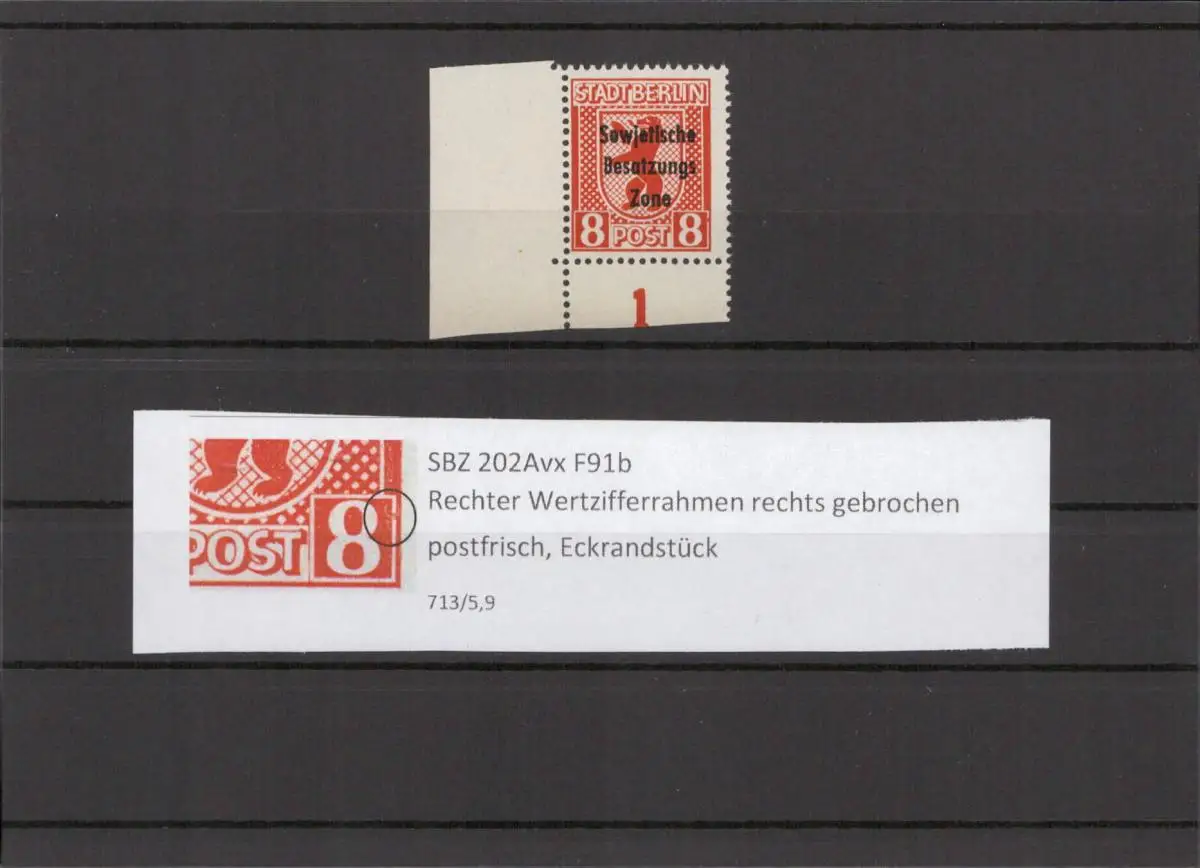 STADT BERLIN
Sowjetische
Besatzungs
Zone
8 POST 8
1
SBZ 202Avx F91b
Rechter Wertzifferrahmen rechts gebrochen
POST 8
postfrisch, Eckrandstück
713/5,9